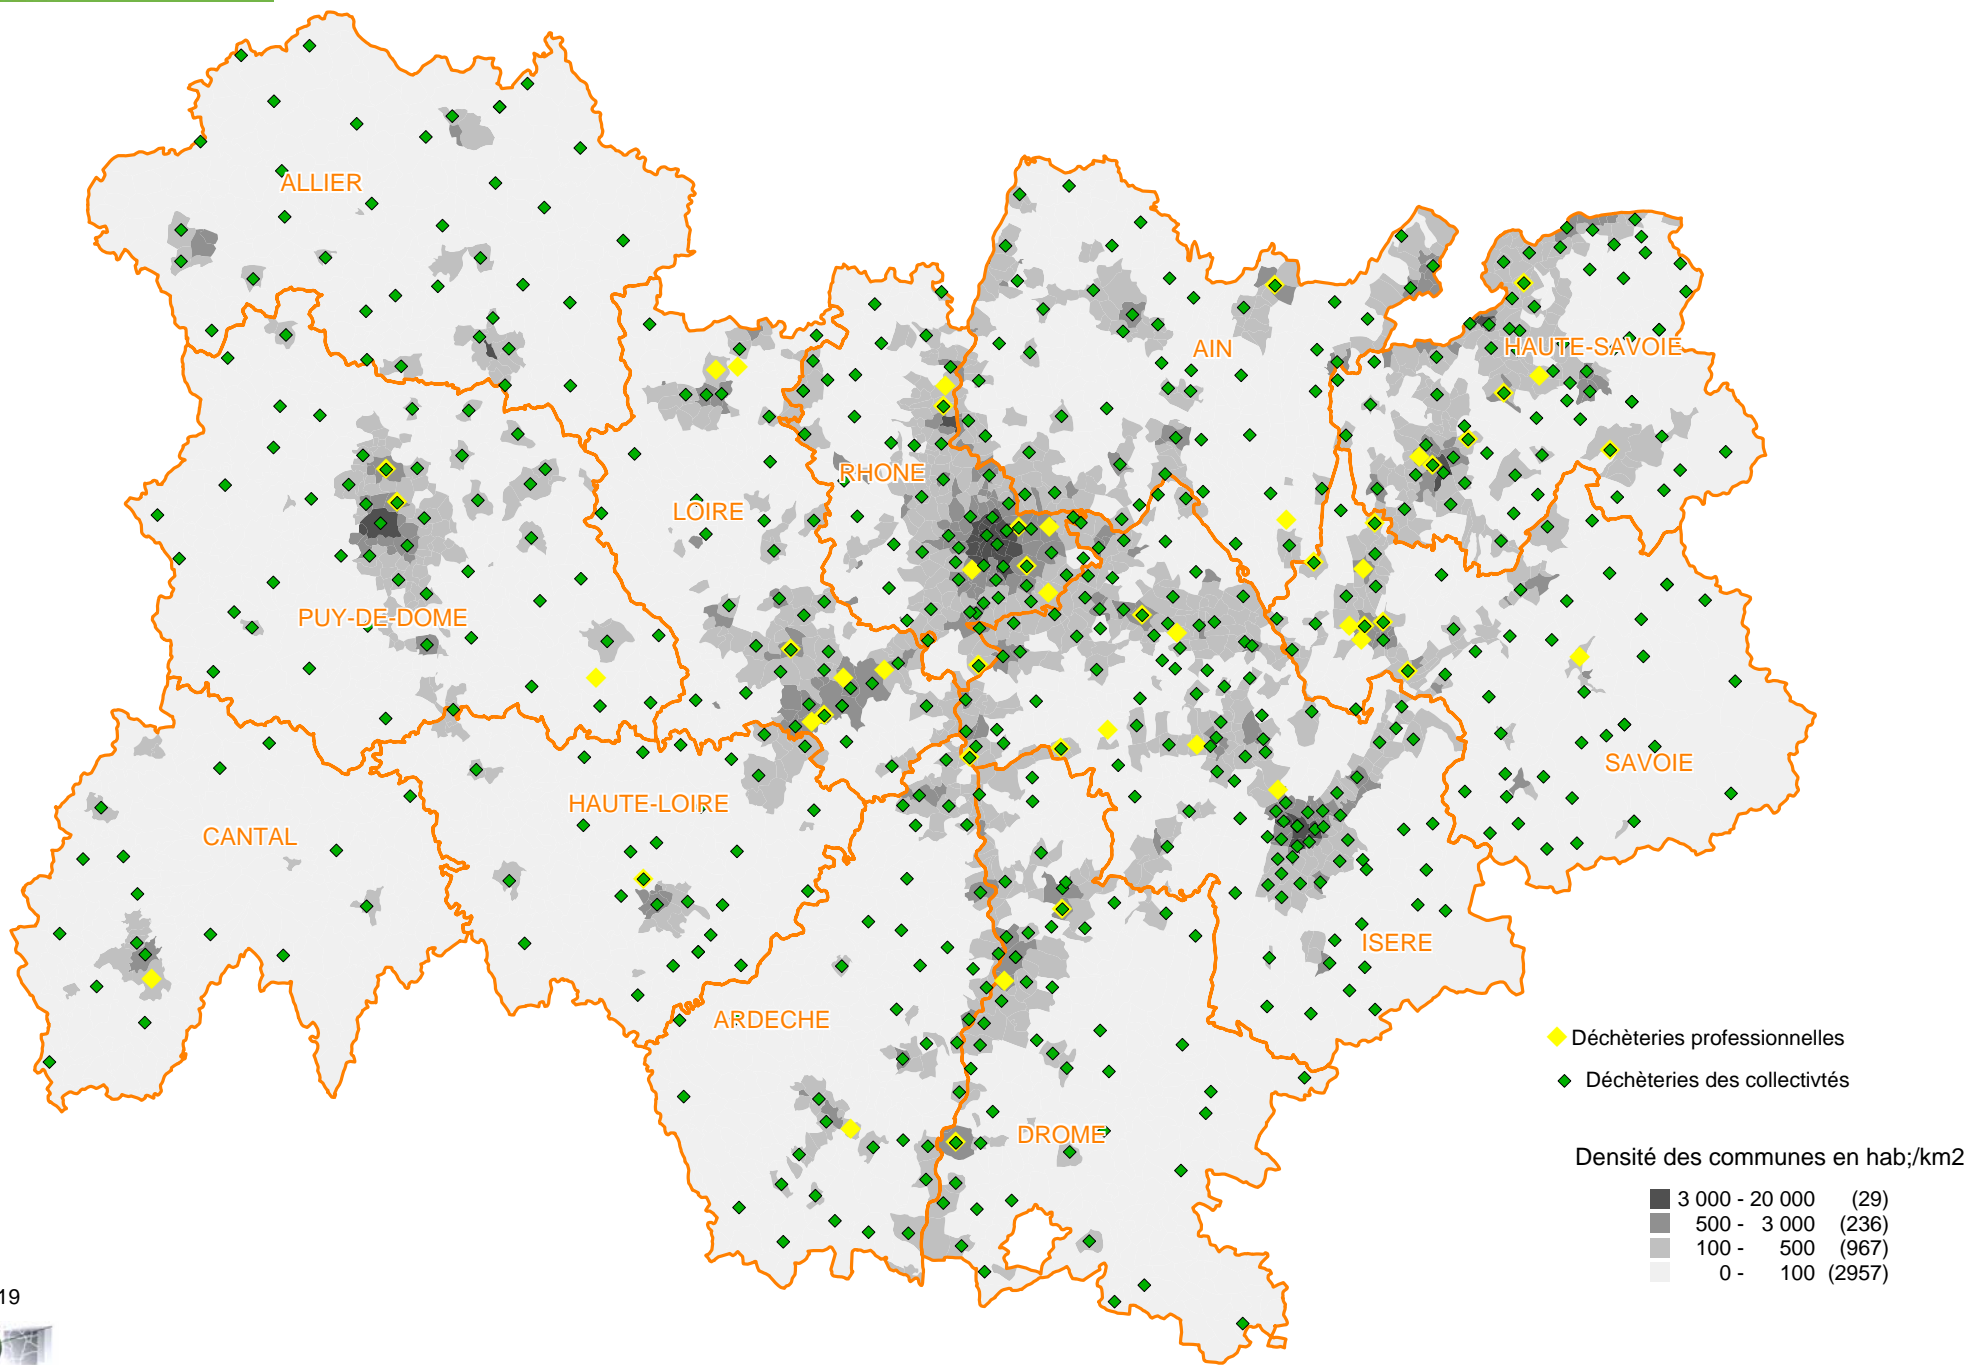 ALLIER
AIN
HAUTE-SAVOIE
RHONE
LOIRE
PUY-DE-DOME
SAVOIE
HAUTE-LOIRE
CANTAL
ISERE
ARDECHE
DROME
Déchèteries professionnelles
Déchèteries des collectivtés
Densité des communes en hab;/km2
3 000 - 20 000 (29)
500 - 3 000 (236)
100 - 500 (967)
0 - 100 (2957)
19